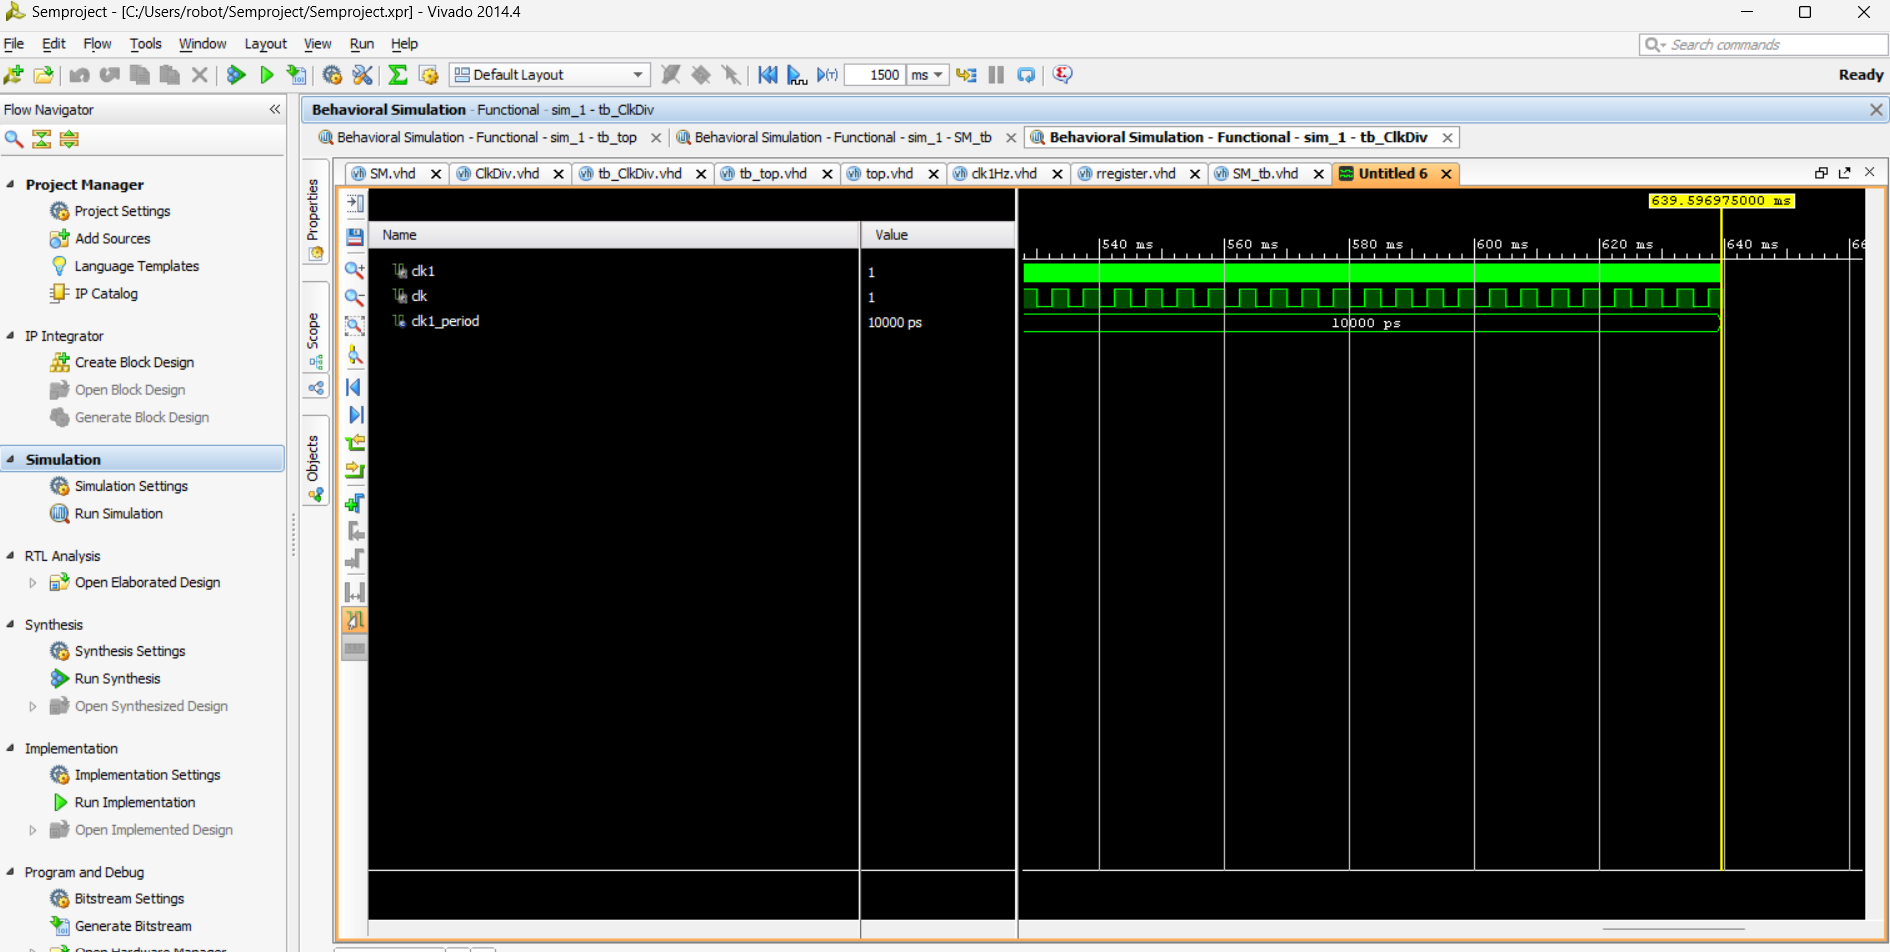 Semproject - [C:/Users/robot/Semproject/Semproject.xpr] - Vivado 2014.4
File Edit Flow Tools Window Layout View Run Help
Search commands
Default Layout
1500 ms
Ready
Flow Navigator
Behavioral Simulation - Functional - sim_1 - tb_ClkDiv
Behavioral Simulation - Functional - sim_1 - tb_top
Behavioral Simulation - Functional - sim_1 - SM_tb
Behavioral Simulation - Functional - sim_1 - tb_ClkDiv
SM.vhd
ClkDiv.vhd
tb_ClkDiv.vhd
tb_top.vhd
top.vhd
clk1Hz.vhd
rregister.vhd
SM_tb.vhd
Untitled 6
Project Manager
Project Settings
Add Sources
Language Templates
IP Catalog
IP Integrator
Create Block Design
Open Block Design
Generate Block Design
Simulation
Simulation Settings
Run Simulation
RTL Analysis
Open Elaborated Design
Synthesis
Synthesis Settings
Run Synthesis
Open Synthesized Design
Implementation
Implementation Settings
Run Implementation
Open Implemented Design
Program and Debug
Bitstream Settings
Generate Bitstream
Open Hardware Manager
Properties
Scope
Objects
Name Value
clk1 1
clk 1
clk1_period 10000 ps
639.596975000 ms
540 ms 560 ms 580 ms 600 ms 620 ms 640 ms
10000 ps